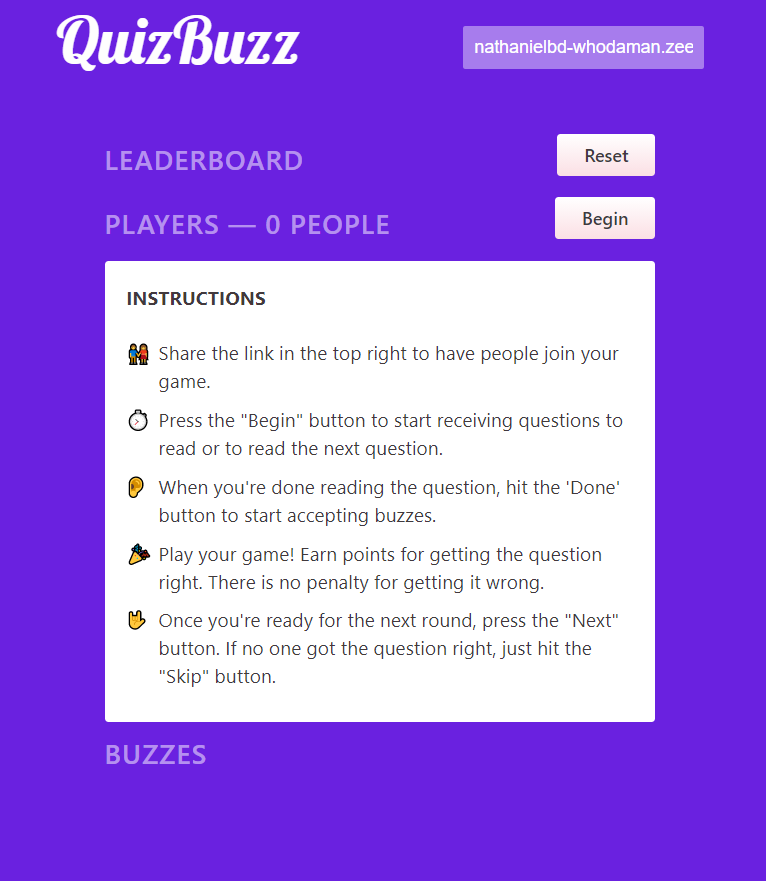 QuizBuzz
nathanielbd-whodaman.zee
LEADERBOARD
Reset
PLAYERS — 0 PEOPLE
Begin
INSTRUCTIONS
Share the link in the top right to have people join your
game.
Press the "Begin" button to start receiving questions to
read or to read the next question.
When you're done reading the question, hit the 'Done'
button to start accepting buzzes.
Play your game! Earn points for getting the question
right. There is no penalty for getting it wrong.
Once you're ready for the next round, press the "Next"
button. If no one got the question right, just hit the
"Skip" button.
BUZZES